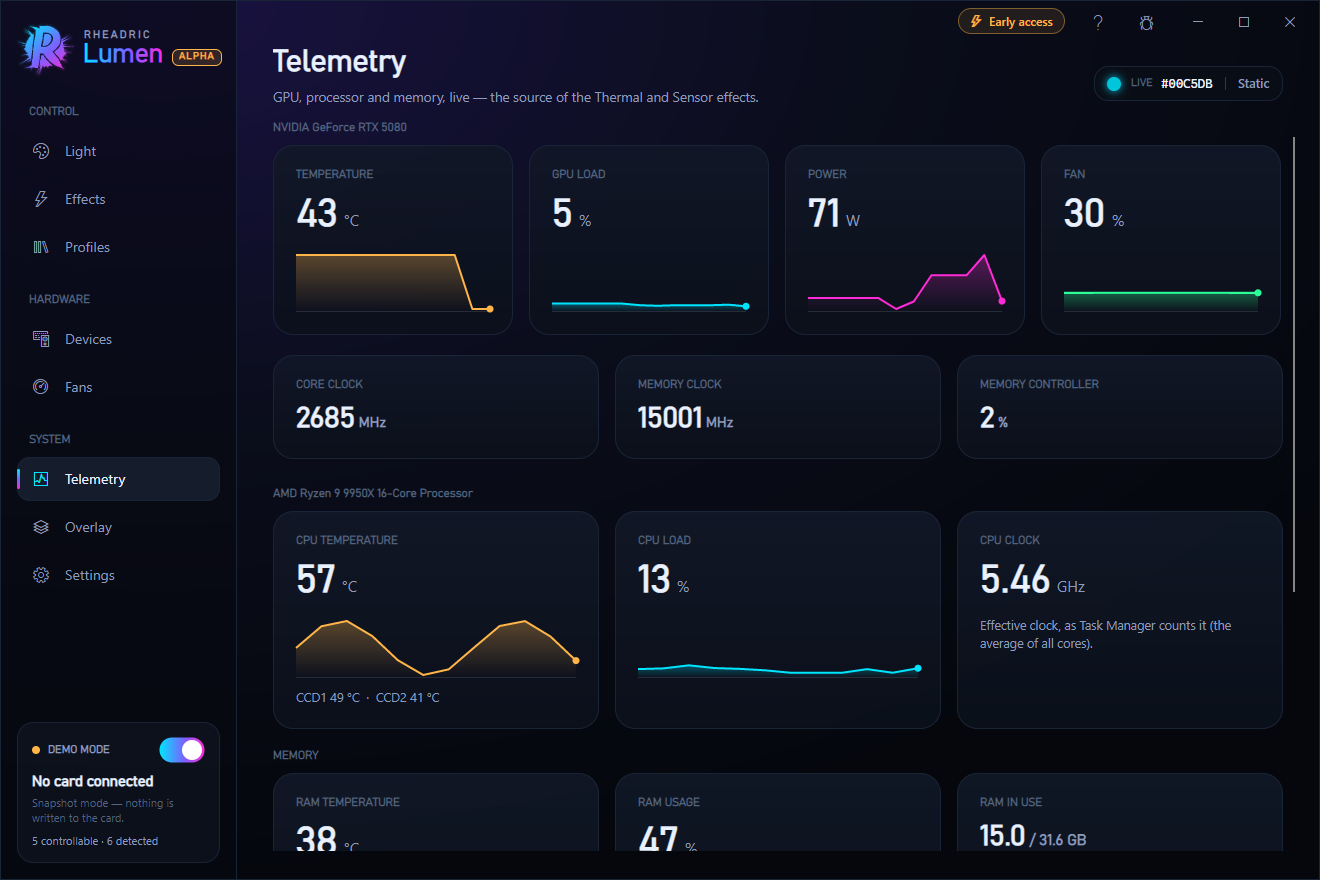 Early access
RHEADRIC
Lumen ALPHA
CONTROL
Light
Effects
Profiles
HARDWARE
Devices
Fans
SYSTEM
Telemetry
Overlay
Settings
DEMO MODE
No card connected
Snapshot mode — nothing is
written to the card.
5 controllable · 6 detected
Telemetry
GPU, processor and memory, live — the source of the Thermal and Sensor effects.
LIVE #00C5DB Static
NVIDIA GeForce RTX 5080
TEMPERATURE
43 °C
GPU LOAD
5 %
POWER
71 W
FAN
30 %
CORE CLOCK
2685 MHz
MEMORY CLOCK
15001 MHz
MEMORY CONTROLLER
2 %
AMD Ryzen 9 9950X 16-Core Processor
CPU TEMPERATURE
57 °C
CCD1 49 °C · CCD2 41 °C
CPU LOAD
13 %
CPU CLOCK
5.46 GHz
Effective clock, as Task Manager counts it (the
average of all cores).
MEMORY
RAM TEMPERATURE
38 °C
RAM USAGE
47 %
RAM IN USE
15.0 / 31.6 GB